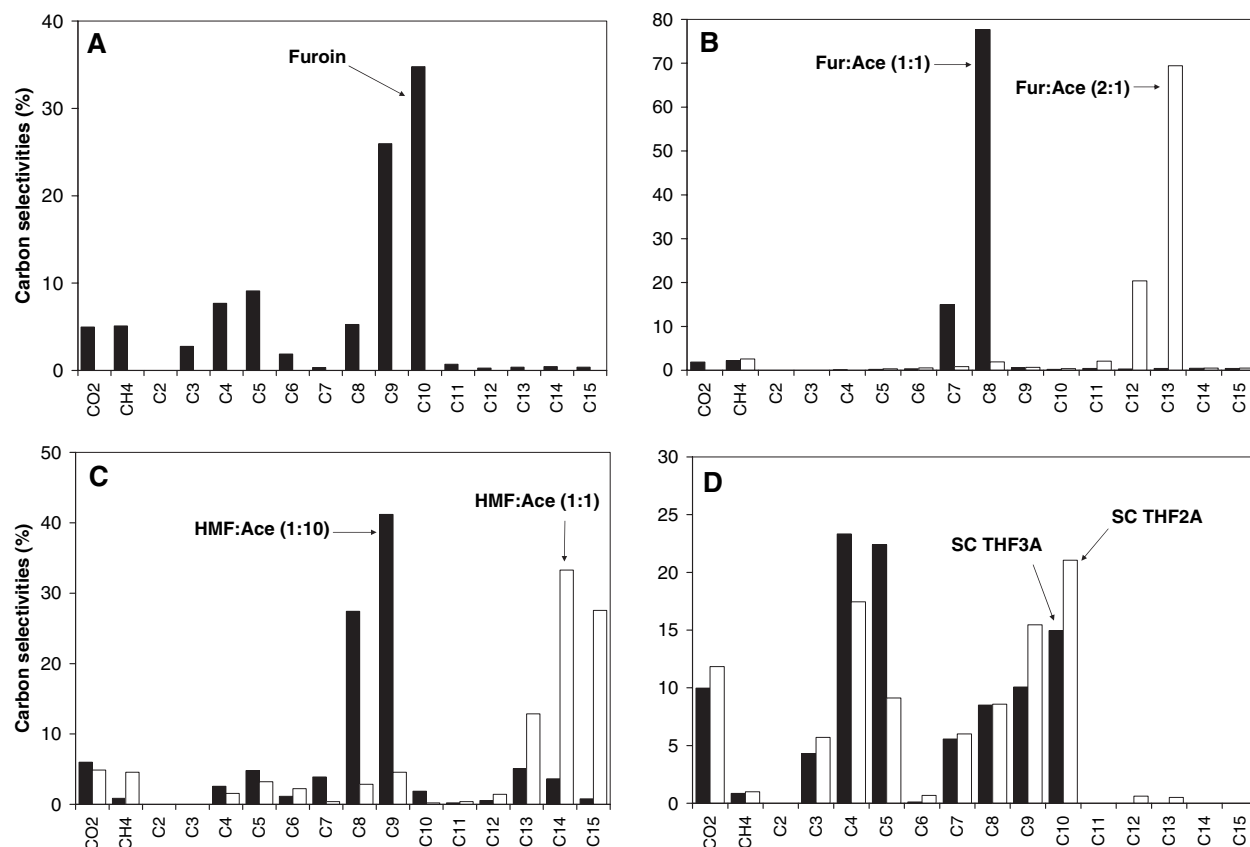 A
Furoin
Carbon selectivities (%)
40
30
20
10
0
CO2
CH4
C2
C3
C4
C5
C6
C7
C8
C9
C10
C11
C12
C13
C14
C15
B
Fur:Ace (1:1)
Fur:Ace (2:1)
80
70
60
50
40
30
20
10
0
CO2
CH4
C2
C3
C4
C5
C6
C7
C8
C9
C10
C11
C12
C13
C14
C15
C
HMF:Ace (1:1)
HMF:Ace (1:10)
Carbon selectivities (%)
50
40
30
20
10
0
CO2
CH4
C2
C3
C4
C5
C6
C7
C8
C9
C10
C11
C12
C13
C14
C15
D
SC THF2A
SC THF3A
30
25
20
15
10
5
0
CO2
CH4
C2
C3
C4
C5
C6
C7
C8
C9
C10
C11
C12
C13
C14
C15